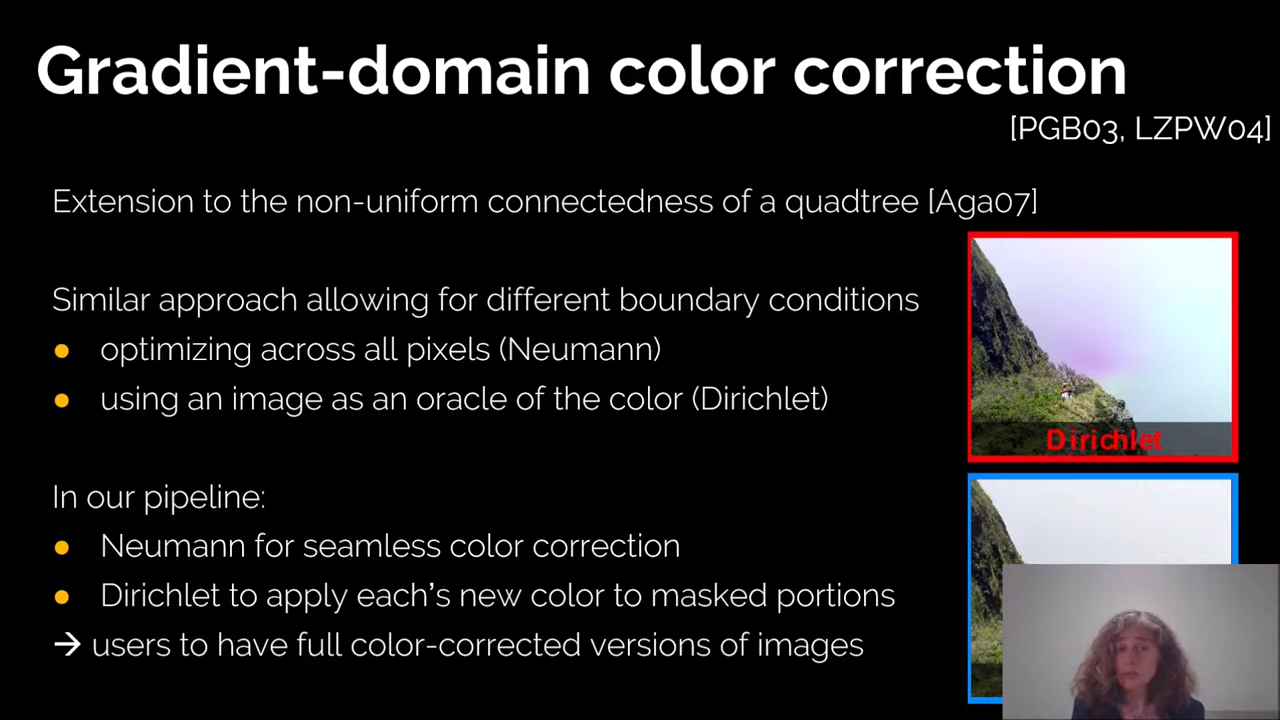 Gradient-domain color correction
[PGB03, LZPW04]
Extension to the non-uniform connectedness of a quadtree [Aga07]
Similar approach allowing for different boundary conditions
● optimizing across all pixels (Neumann)
● using an image as an oracle of the color (Dirichlet)
Dirichlet
In our pipeline:
● Neumann for seamless color correction
● Dirichlet to apply each’s new color to masked portions
→ users to have full color-corrected versions of images